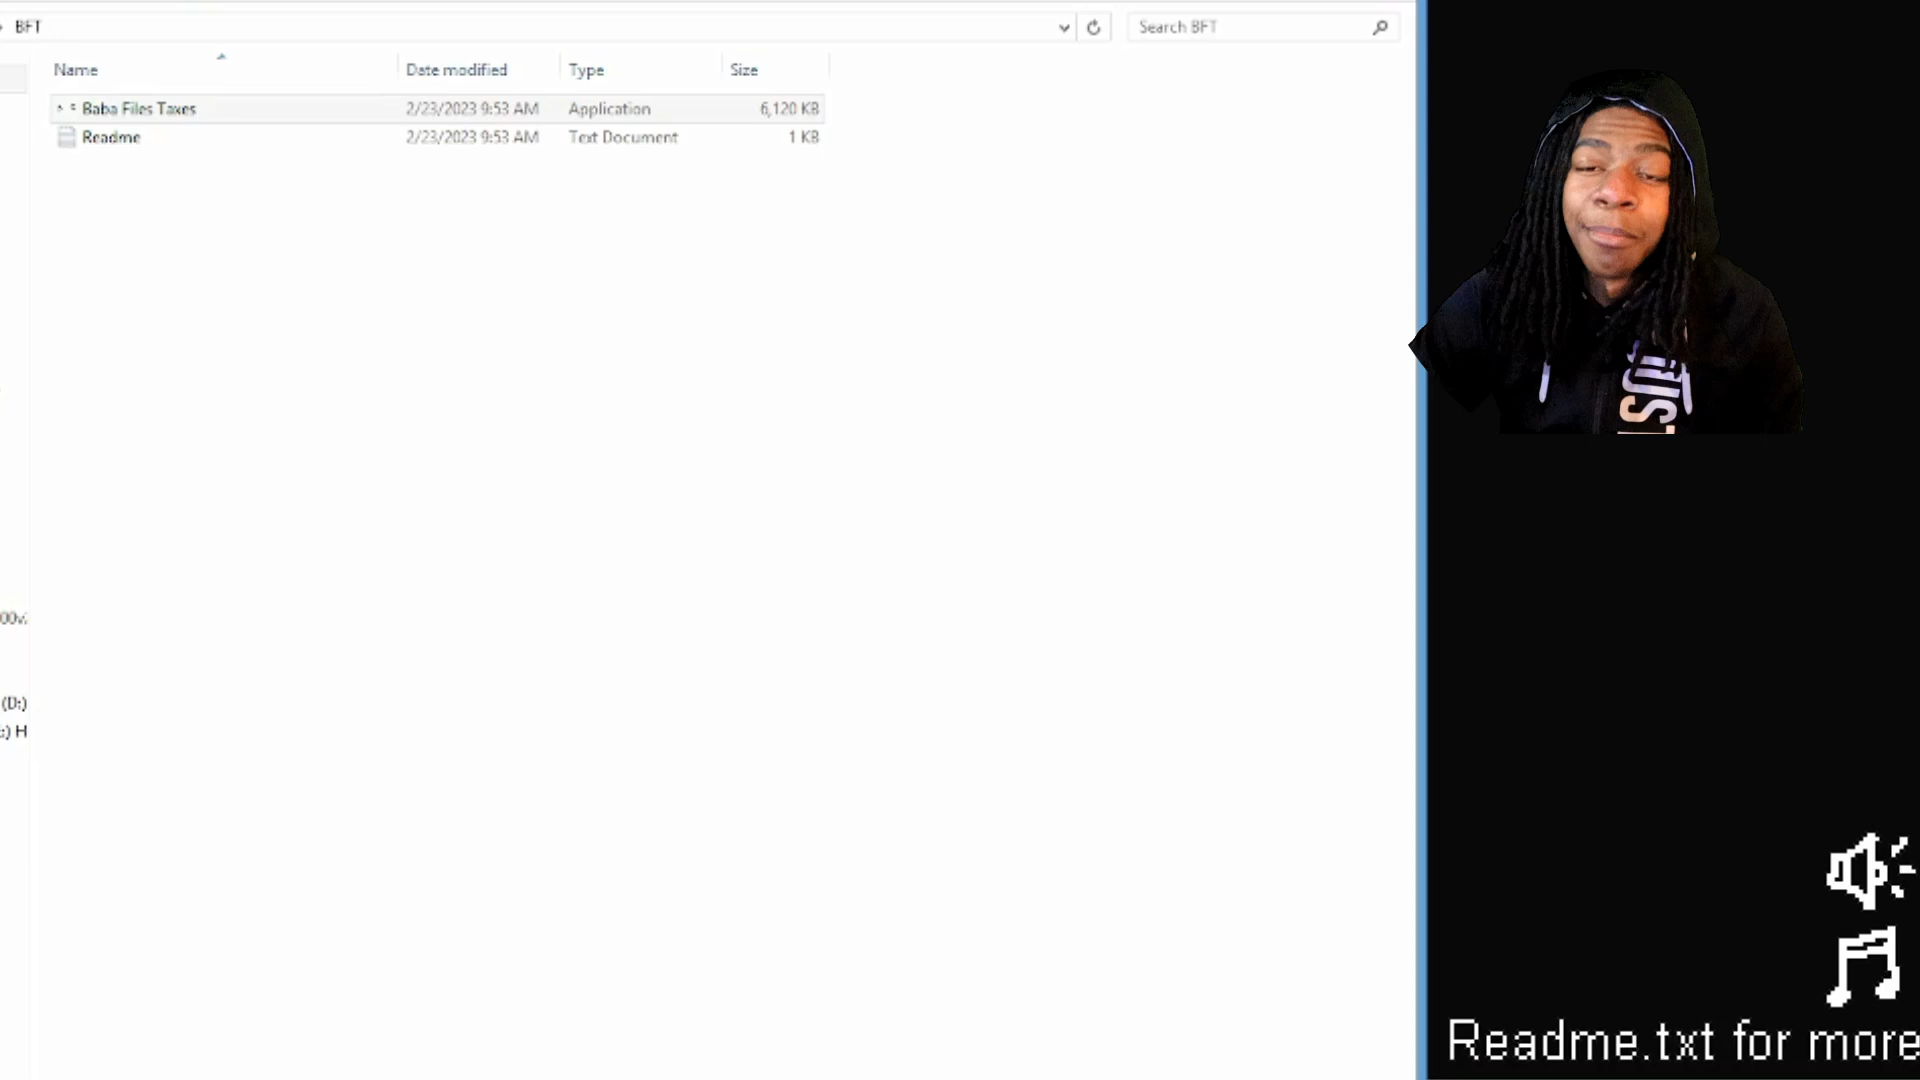 BFT
Search BFT
Name Date modified Type Size
Baba Files Taxes 2/23/2023 9:53 AM Application 6,120 KB
Readme 2/23/2023 9:53 AM Text Document 1 KB
(D:)
:) H
Readme.txt for more